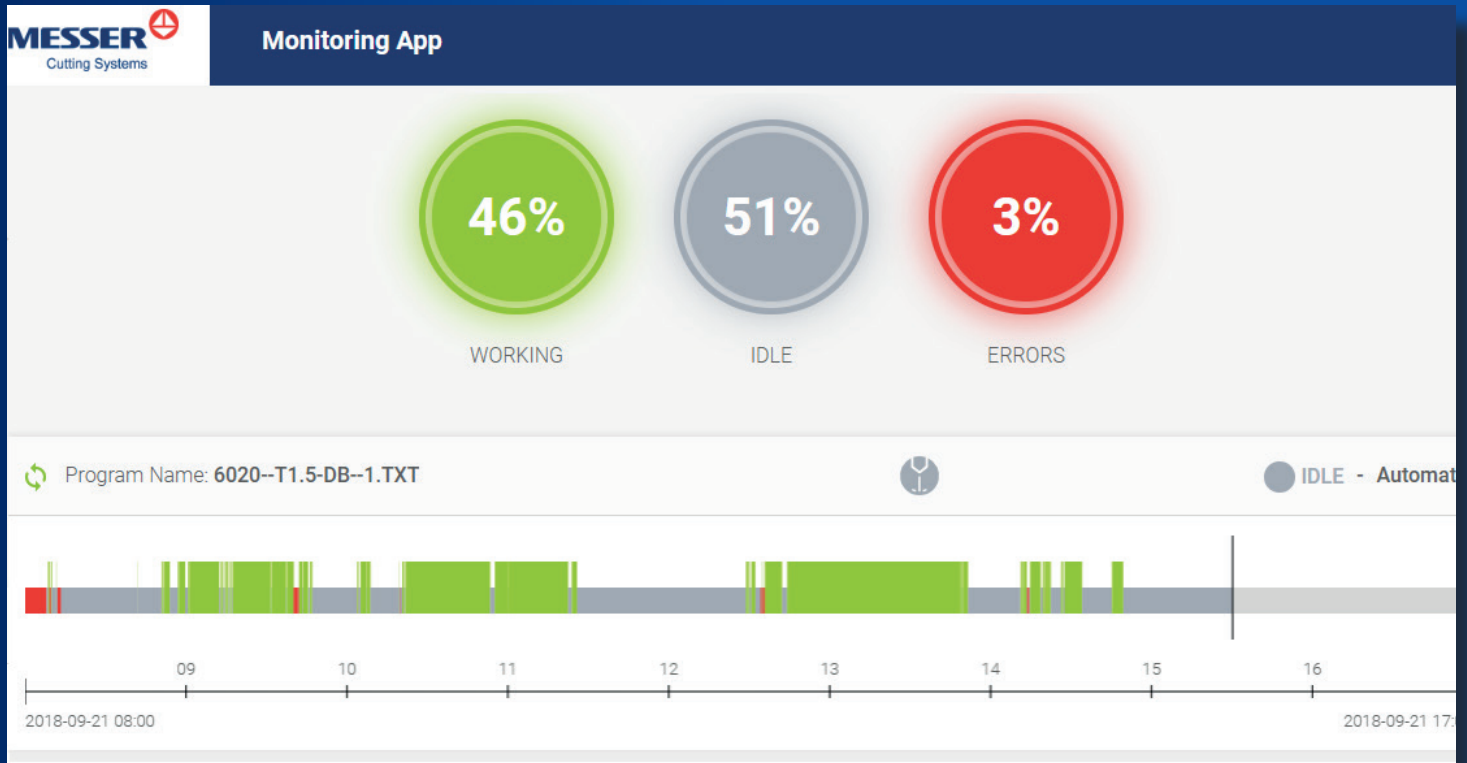 MESSER
Cutting Systems
Monitoring App
46%
51%
3%
WORKING
IDLE
ERRORS
Program Name: 6020--T1.5-DB--1.TXT
IDLE - Automat
09
10
11
12
13
14
15
16
2018-09-21 08:00
2018-09-21 17: